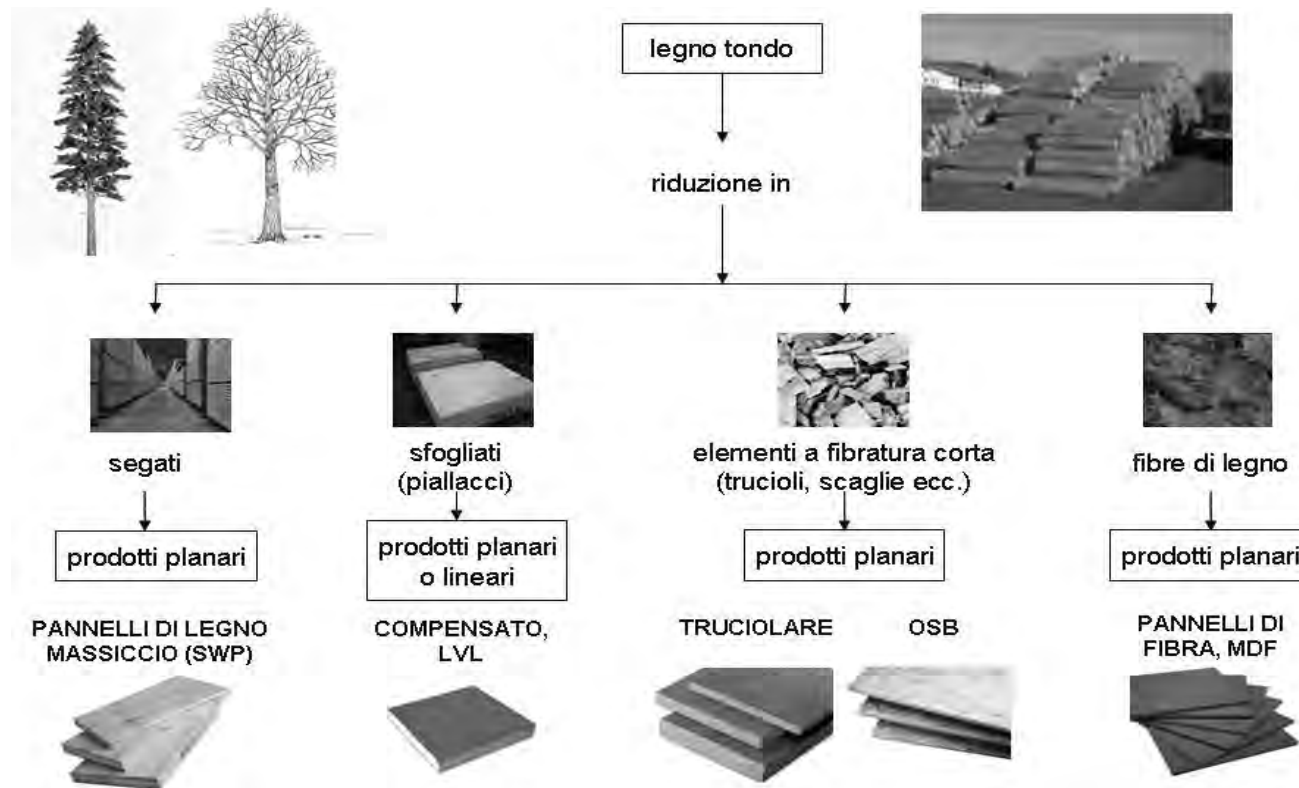 legno tondo
riduzione in
segati
sfogliati
(piallacci)
elementi a fibratura corta
(trucioli, scaglie ecc.)
fibre di legno
prodotti planari
prodotti planari
o lineari
prodotti planari
prodotti planari
PANNELLI DI LEGNO
MASSICCIO (SWP)
COMPENSATO,
LVL
TRUCIOLARE
OSB
PANNELLI DI
FIBRA, MDF